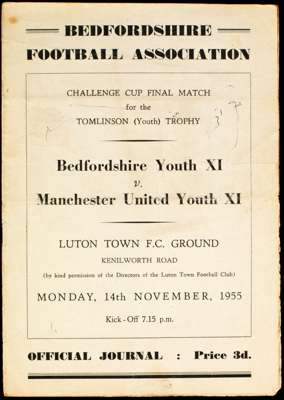 BEDFORDSHIRE
FOOTBALL ASSOCIATION
CHALLENGE CUP FINAL MATCH
for the
TOMLINSON (Youth) TROPHY
Bedfordshire Youth XI
v.
Manchester United Youth XI
LUTON TOWN F.C. GROUND
KENILWORTH ROAD
(by kind permission of the Directors of the Luton Town Football Club)
MONDAY, 14th NOVEMBER, 1955
Kick-Off 7.15 p.m.
OFFICIAL JOURNAL : Price 3d.